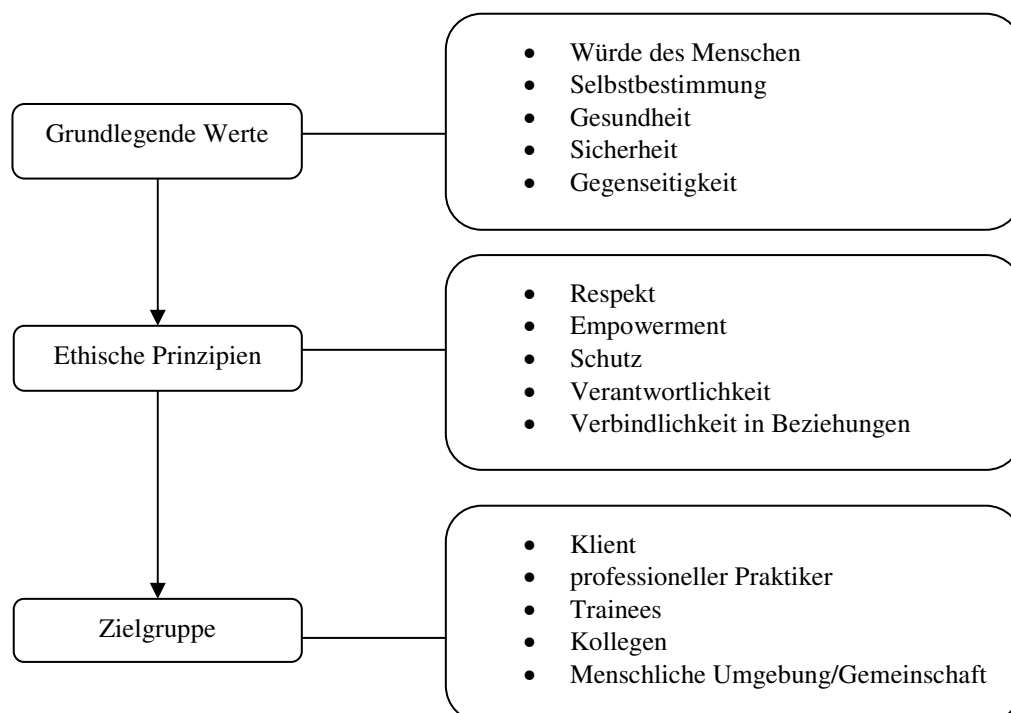 Grundlegende Werte
• Würde des Menschen
• Selbstbestimmung
• Gesundheit
• Sicherheit
• Gegenseitigkeit
Ethische Prinzipien
• Respekt
• Empowerment
• Schutz
• Verantwortlichkeit
• Verbindlichkeit in Beziehungen
Zielgruppe
• Klient
• professioneller Praktiker
• Trainees
• Kollegen
• Menschliche Umgebung/Gemeinschaft